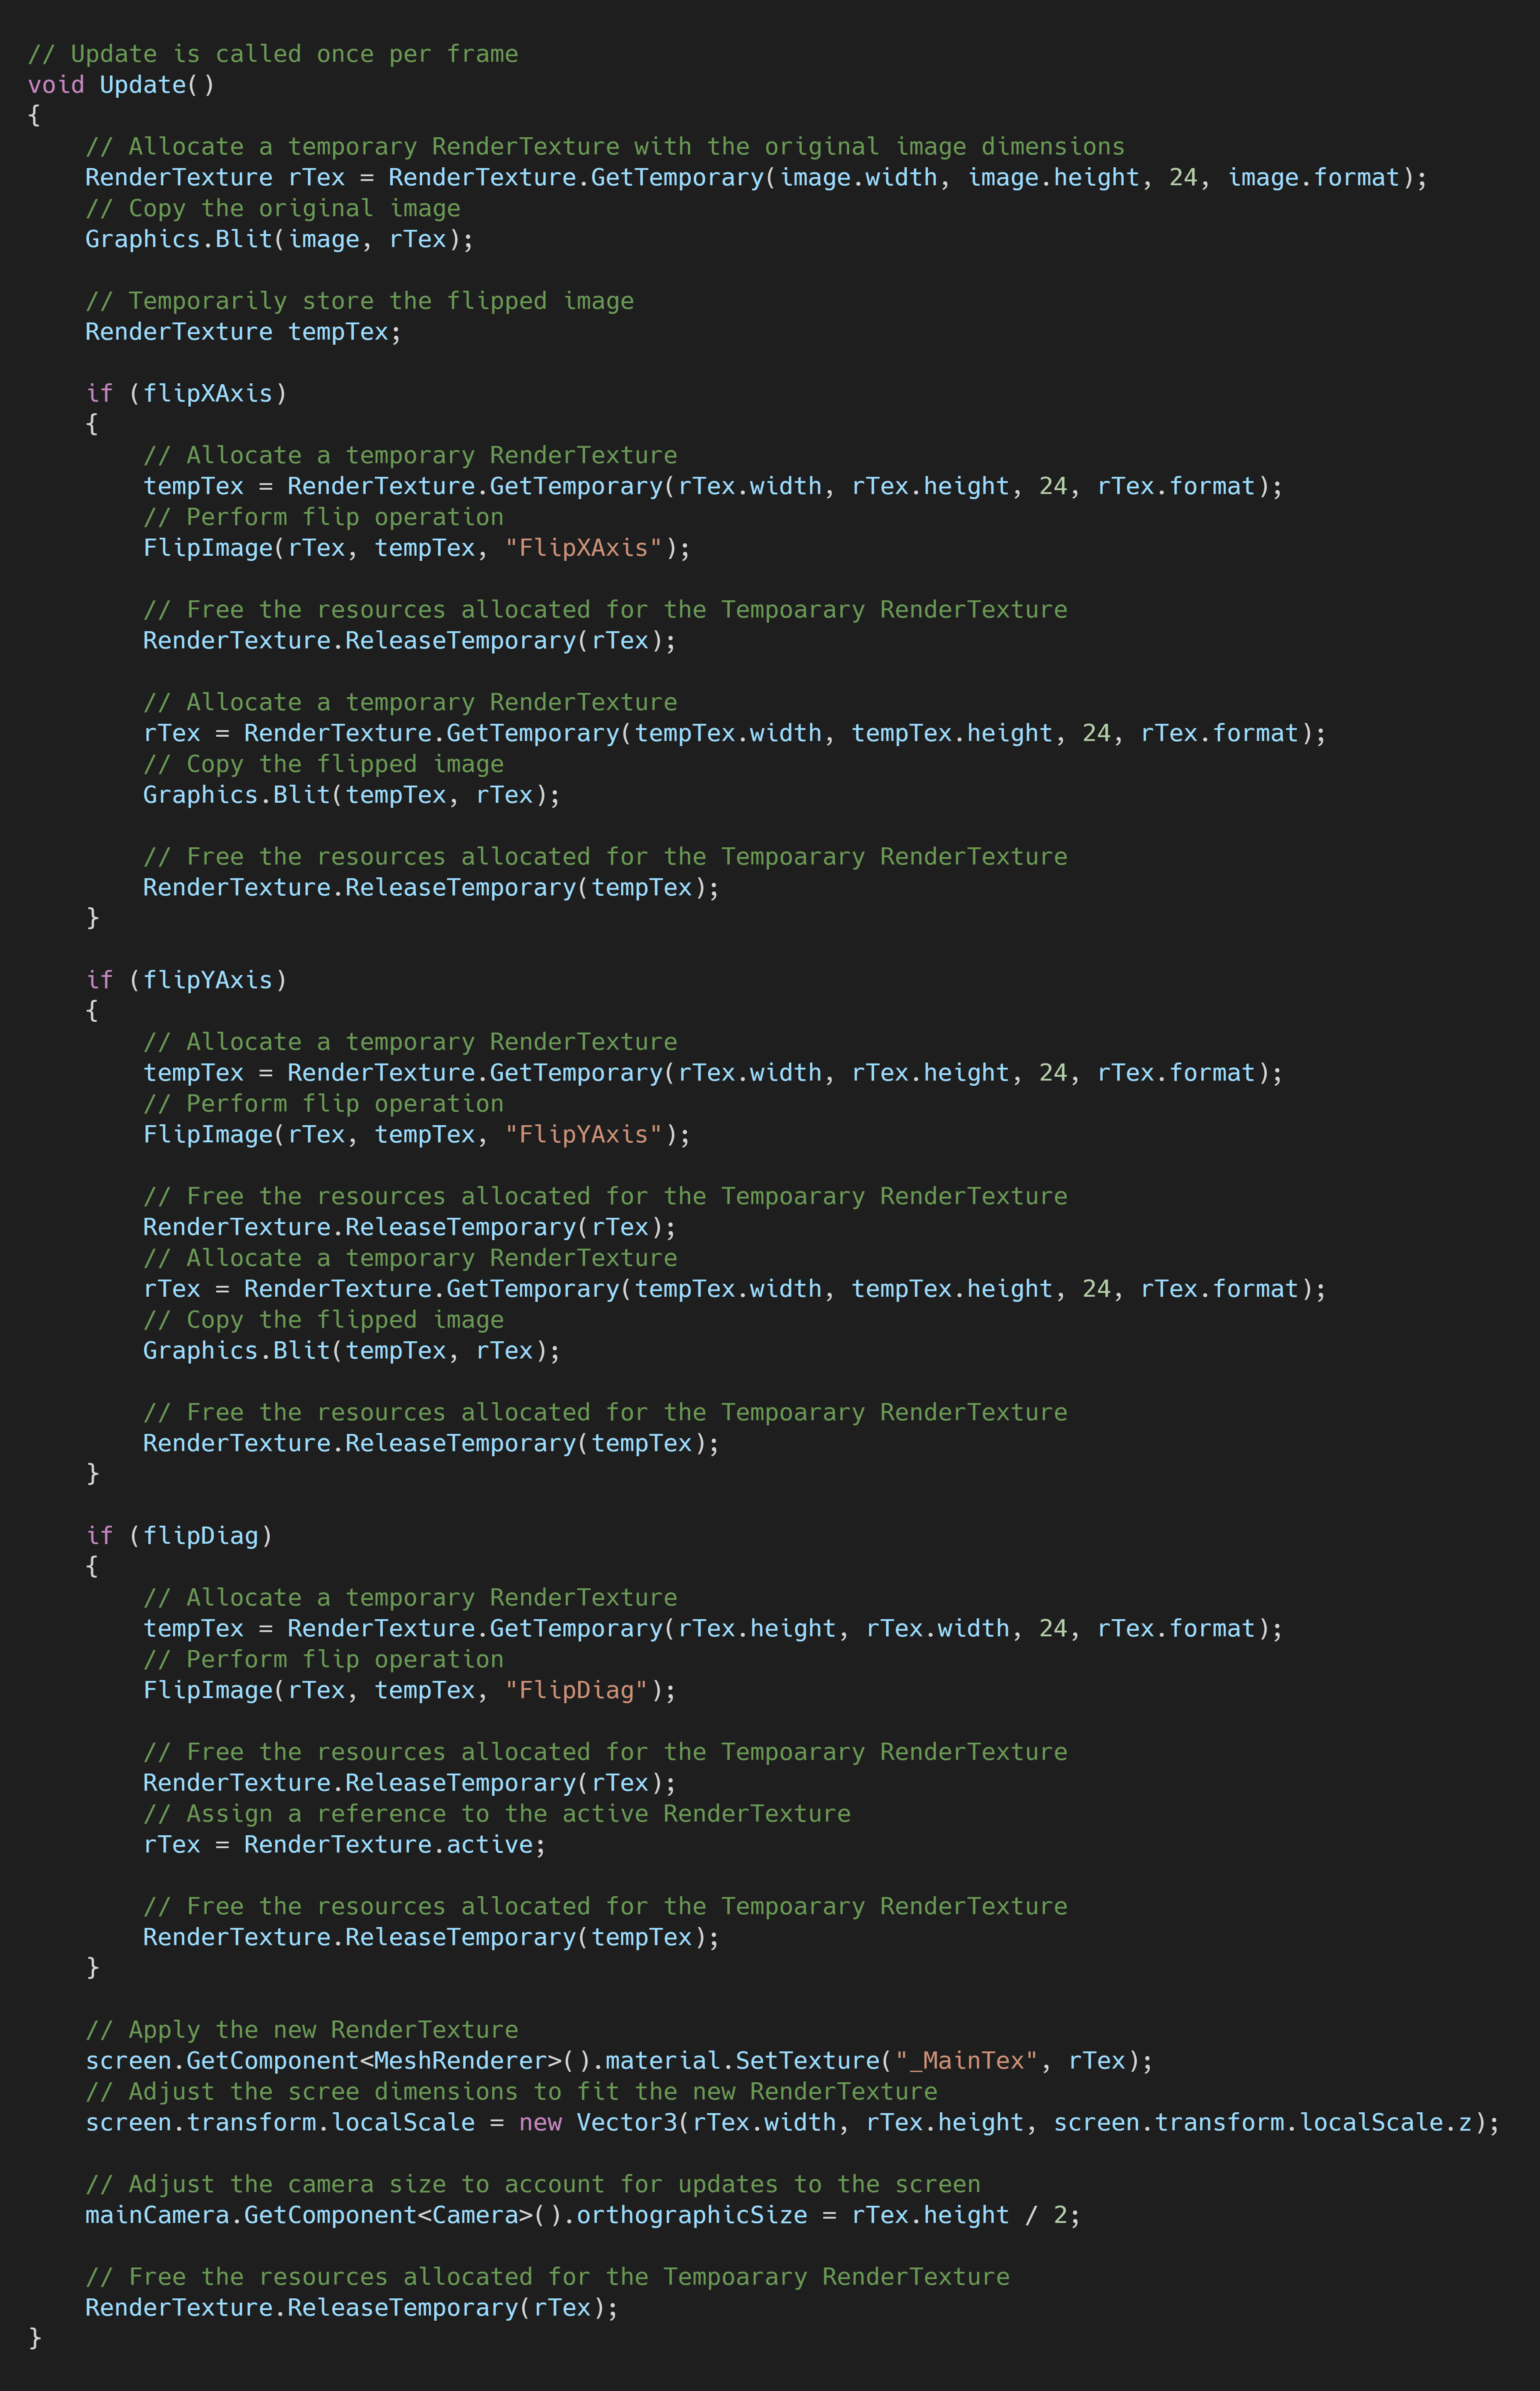 // Update is called once per frame
void Update()
{
    // Allocate a temporary RenderTexture with the original image dimensions
    RenderTexture rTex = RenderTexture.GetTemporary(image.width, image.height, 24, image.format);
    // Copy the original image
    Graphics.Blit(image, rTex);

    // Temporarily store the flipped image
    RenderTexture tempTex;

    if (flipXAxis)
    {
        // Allocate a temporary RenderTexture
        tempTex = RenderTexture.GetTemporary(rTex.width, rTex.height, 24, rTex.format);
        // Perform flip operation
        FlipImage(rTex, tempTex, "FlipXAxis");

        // Free the resources allocated for the Tempoarary RenderTexture
        RenderTexture.ReleaseTemporary(rTex);

        // Allocate a temporary RenderTexture
        rTex = RenderTexture.GetTemporary(tempTex.width, tempTex.height, 24, rTex.format);
        // Copy the flipped image
        Graphics.Blit(tempTex, rTex);

        // Free the resources allocated for the Tempoarary RenderTexture
        RenderTexture.ReleaseTemporary(tempTex);
    }

    if (flipYAxis)
    {
        // Allocate a temporary RenderTexture
        tempTex = RenderTexture.GetTemporary(rTex.width, rTex.height, 24, rTex.format);
        // Perform flip operation
        FlipImage(rTex, tempTex, "FlipYAxis");

        // Free the resources allocated for the Tempoarary RenderTexture
        RenderTexture.ReleaseTemporary(rTex);
        // Allocate a temporary RenderTexture
        rTex = RenderTexture.GetTemporary(tempTex.width, tempTex.height, 24, rTex.format);
        // Copy the flipped image
        Graphics.Blit(tempTex, rTex);

        // Free the resources allocated for the Tempoarary RenderTexture
        RenderTexture.ReleaseTemporary(tempTex);
    }

    if (flipDiag)
    {
        // Allocate a temporary RenderTexture
        tempTex = RenderTexture.GetTemporary(rTex.height, rTex.width, 24, rTex.format);
        // Perform flip operation
        FlipImage(rTex, tempTex, "FlipDiag");

        // Free the resources allocated for the Tempoarary RenderTexture
        RenderTexture.ReleaseTemporary(rTex);
        // Assign a reference to the active RenderTexture
        rTex = RenderTexture.active;

        // Free the resources allocated for the Tempoarary RenderTexture
        RenderTexture.ReleaseTemporary(tempTex);
    }

    // Apply the new RenderTexture
    screen.GetComponent<MeshRenderer>().material.SetTexture("_MainTex", rTex);
    // Adjust the scree dimensions to fit the new RenderTexture
    screen.transform.localScale = new Vector3(rTex.width, rTex.height, screen.transform.localScale.z);

    // Adjust the camera size to account for updates to the screen
    mainCamera.GetComponent<Camera>().orthographicSize = rTex.height / 2;

    // Free the resources allocated for the Tempoarary RenderTexture
    RenderTexture.ReleaseTemporary(rTex);
}